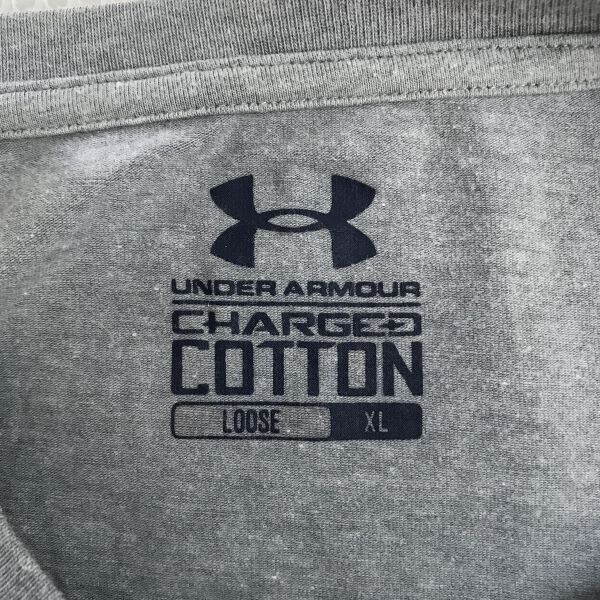 UNDER ARMOUR
CHARGED
COTTON
LOOSE XL